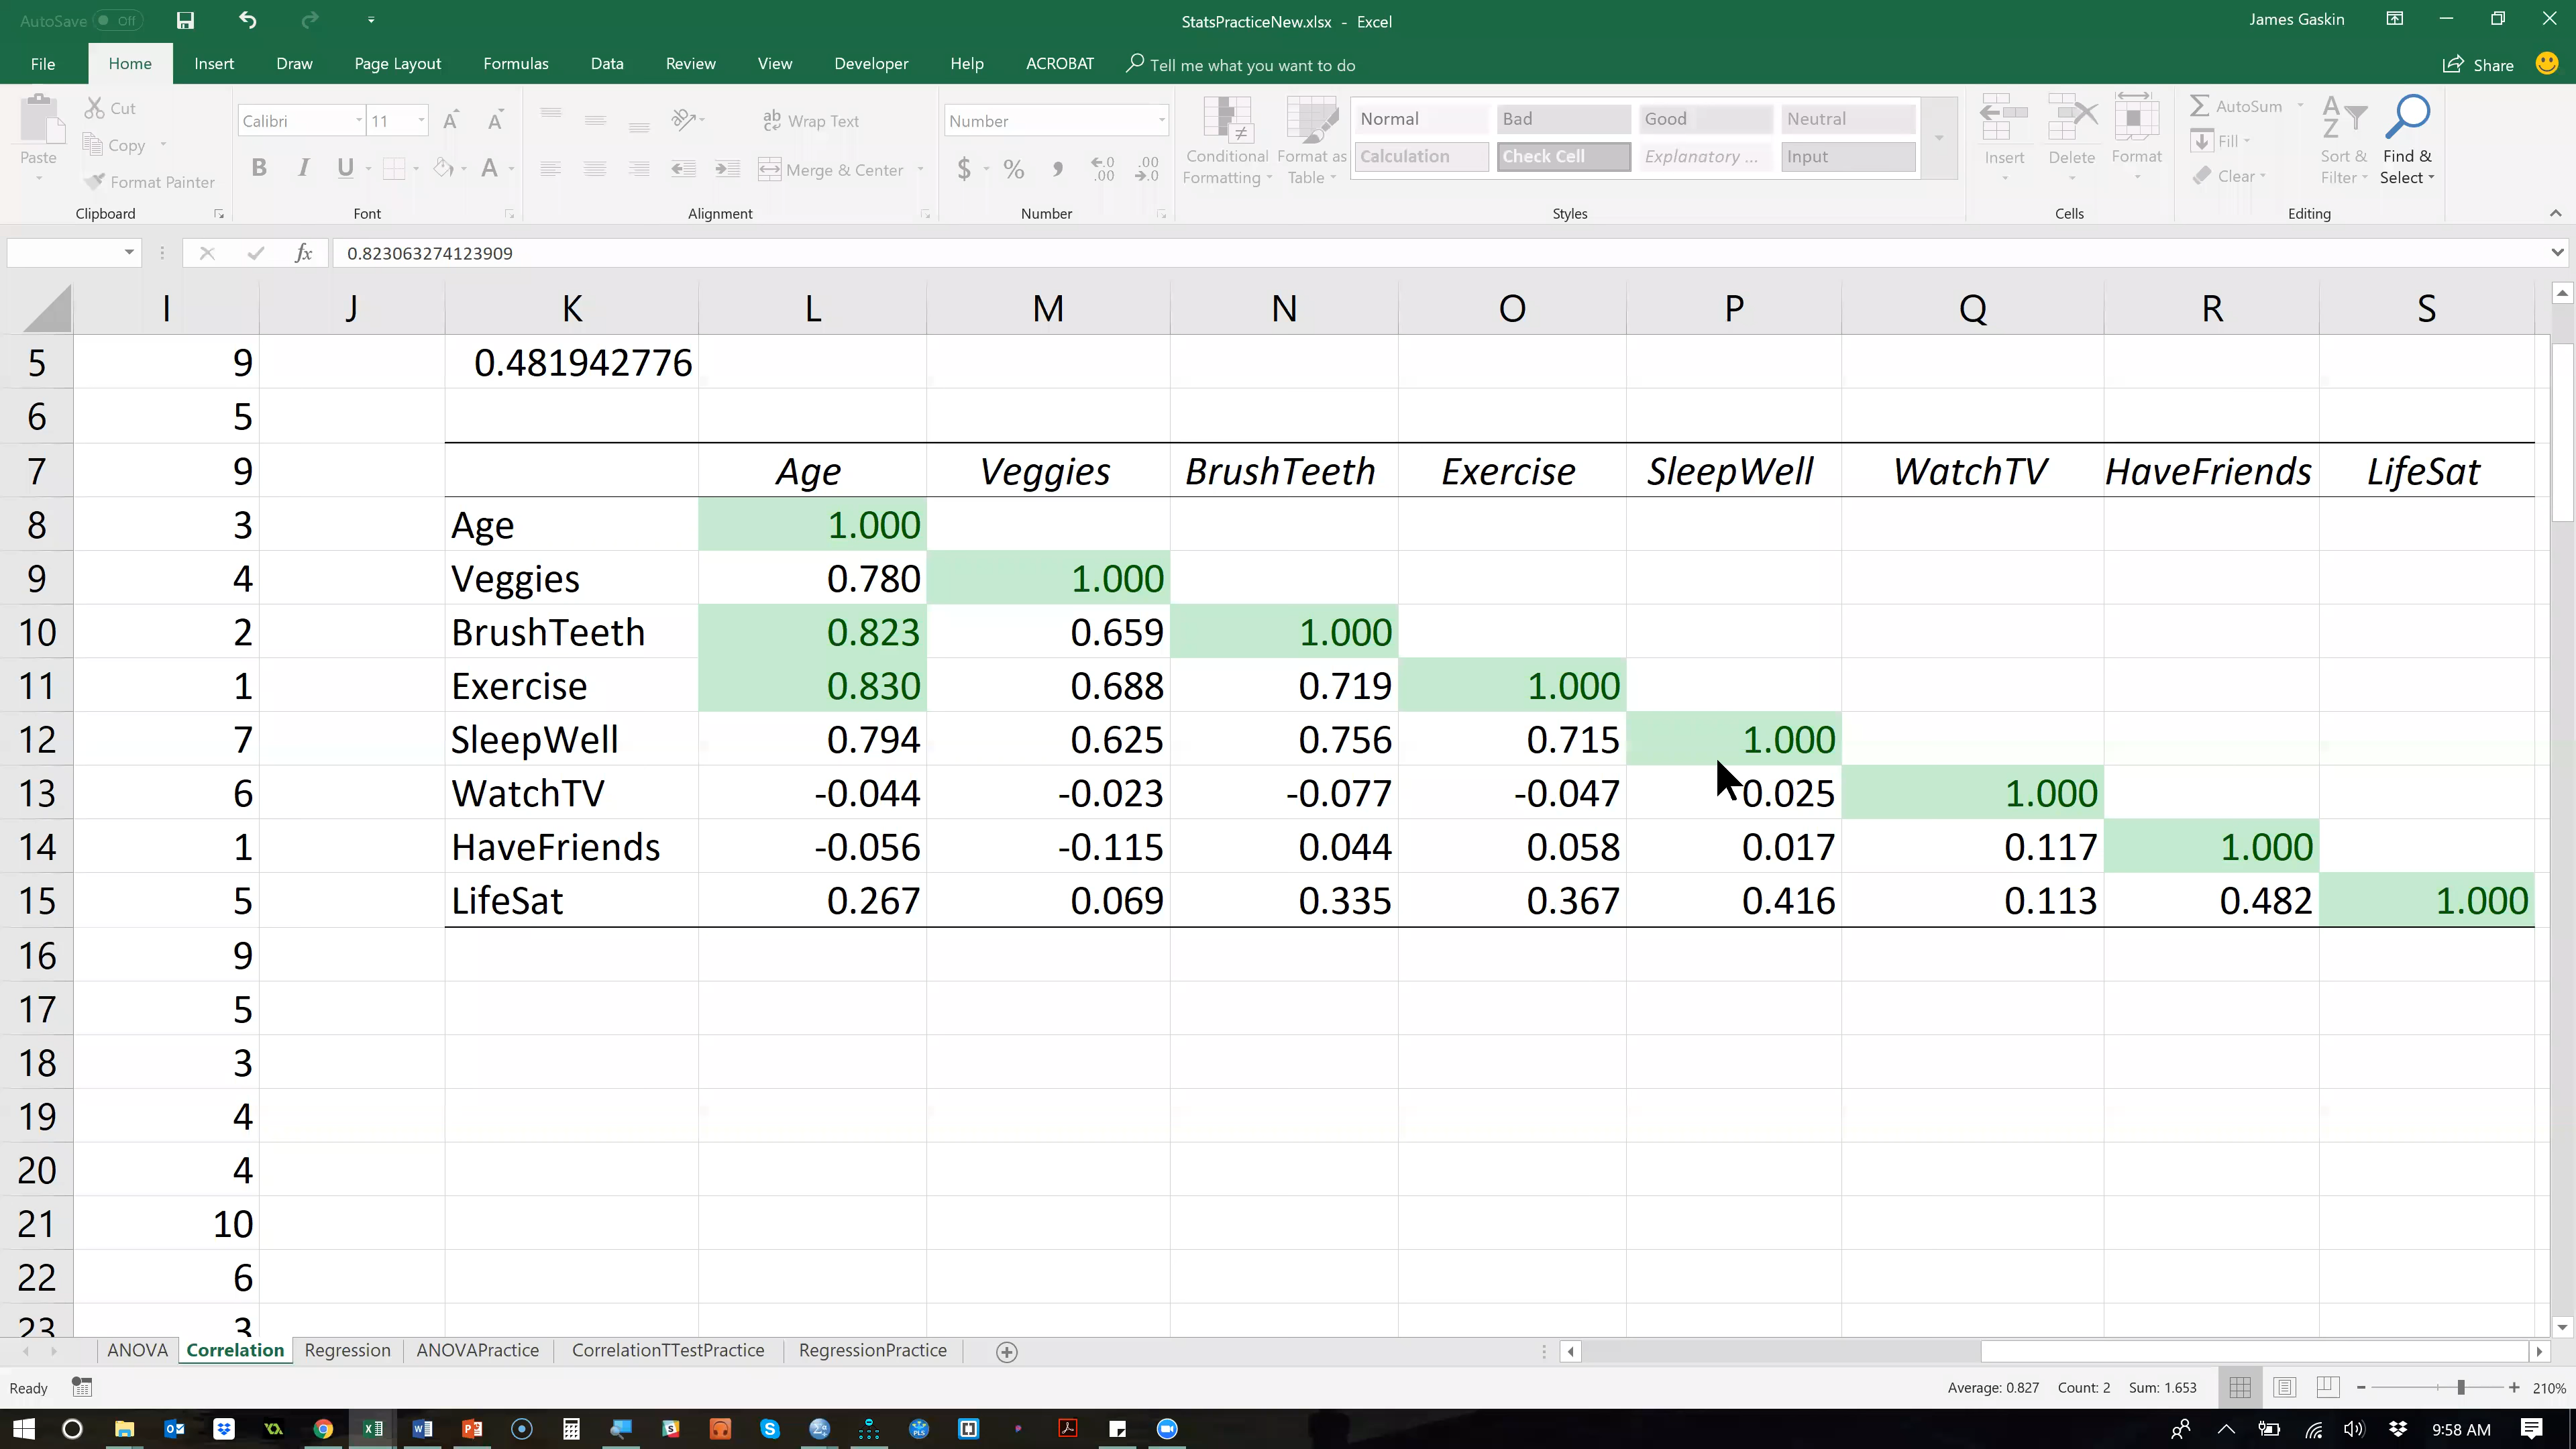 AutoSave Off StatsPracticeNew.xlsx - Excel James Gaskin
File Home Insert Draw Page Layout Formulas Data Review View Developer Help ACROBAT Tell me what you want to do Share
Paste Cut Copy Format Painter
Calibri 11
B I U A
ab Wrap Text
Merge & Center
Number
$ % , .0 .00
Conditional Formatting Format as Table
Normal Bad Good Neutral
Calculation Check Cell Explanatory ... Input
Insert Delete Format
AutoSum Fill Clear
Sort & Filter Find & Select
Clipboard Font Alignment Number Styles Cells Editing
fx 0.823063274123909
I J K L M N O P Q R S
5 9 0.481942776
6 5
7 9 Age Veggies BrushTeeth Exercise SleepWell WatchTV HaveFriends LifeSat
8 3 Age 1.000
9 4 Veggies 0.780 1.000
10 2 BrushTeeth 0.823 0.659 1.000
11 1 Exercise 0.830 0.688 0.719 1.000
12 7 SleepWell 0.794 0.625 0.756 0.715 1.000
13 6 WatchTV -0.044 -0.023 -0.077 -0.047 0.025 1.000
14 1 HaveFriends -0.056 -0.115 0.044 0.058 0.017 0.117 1.000
15 5 LifeSat 0.267 0.069 0.335 0.367 0.416 0.113 0.482 1.000
16 9
17 5
18 3
19 4
20 4
21 10
22 6
23 3
ANOVA Correlation Regression ANOVAPractice CorrelationTTestPractice RegressionPractice
Ready Average: 0.827 Count: 2 Sum: 1.653 210%
9:58 AM